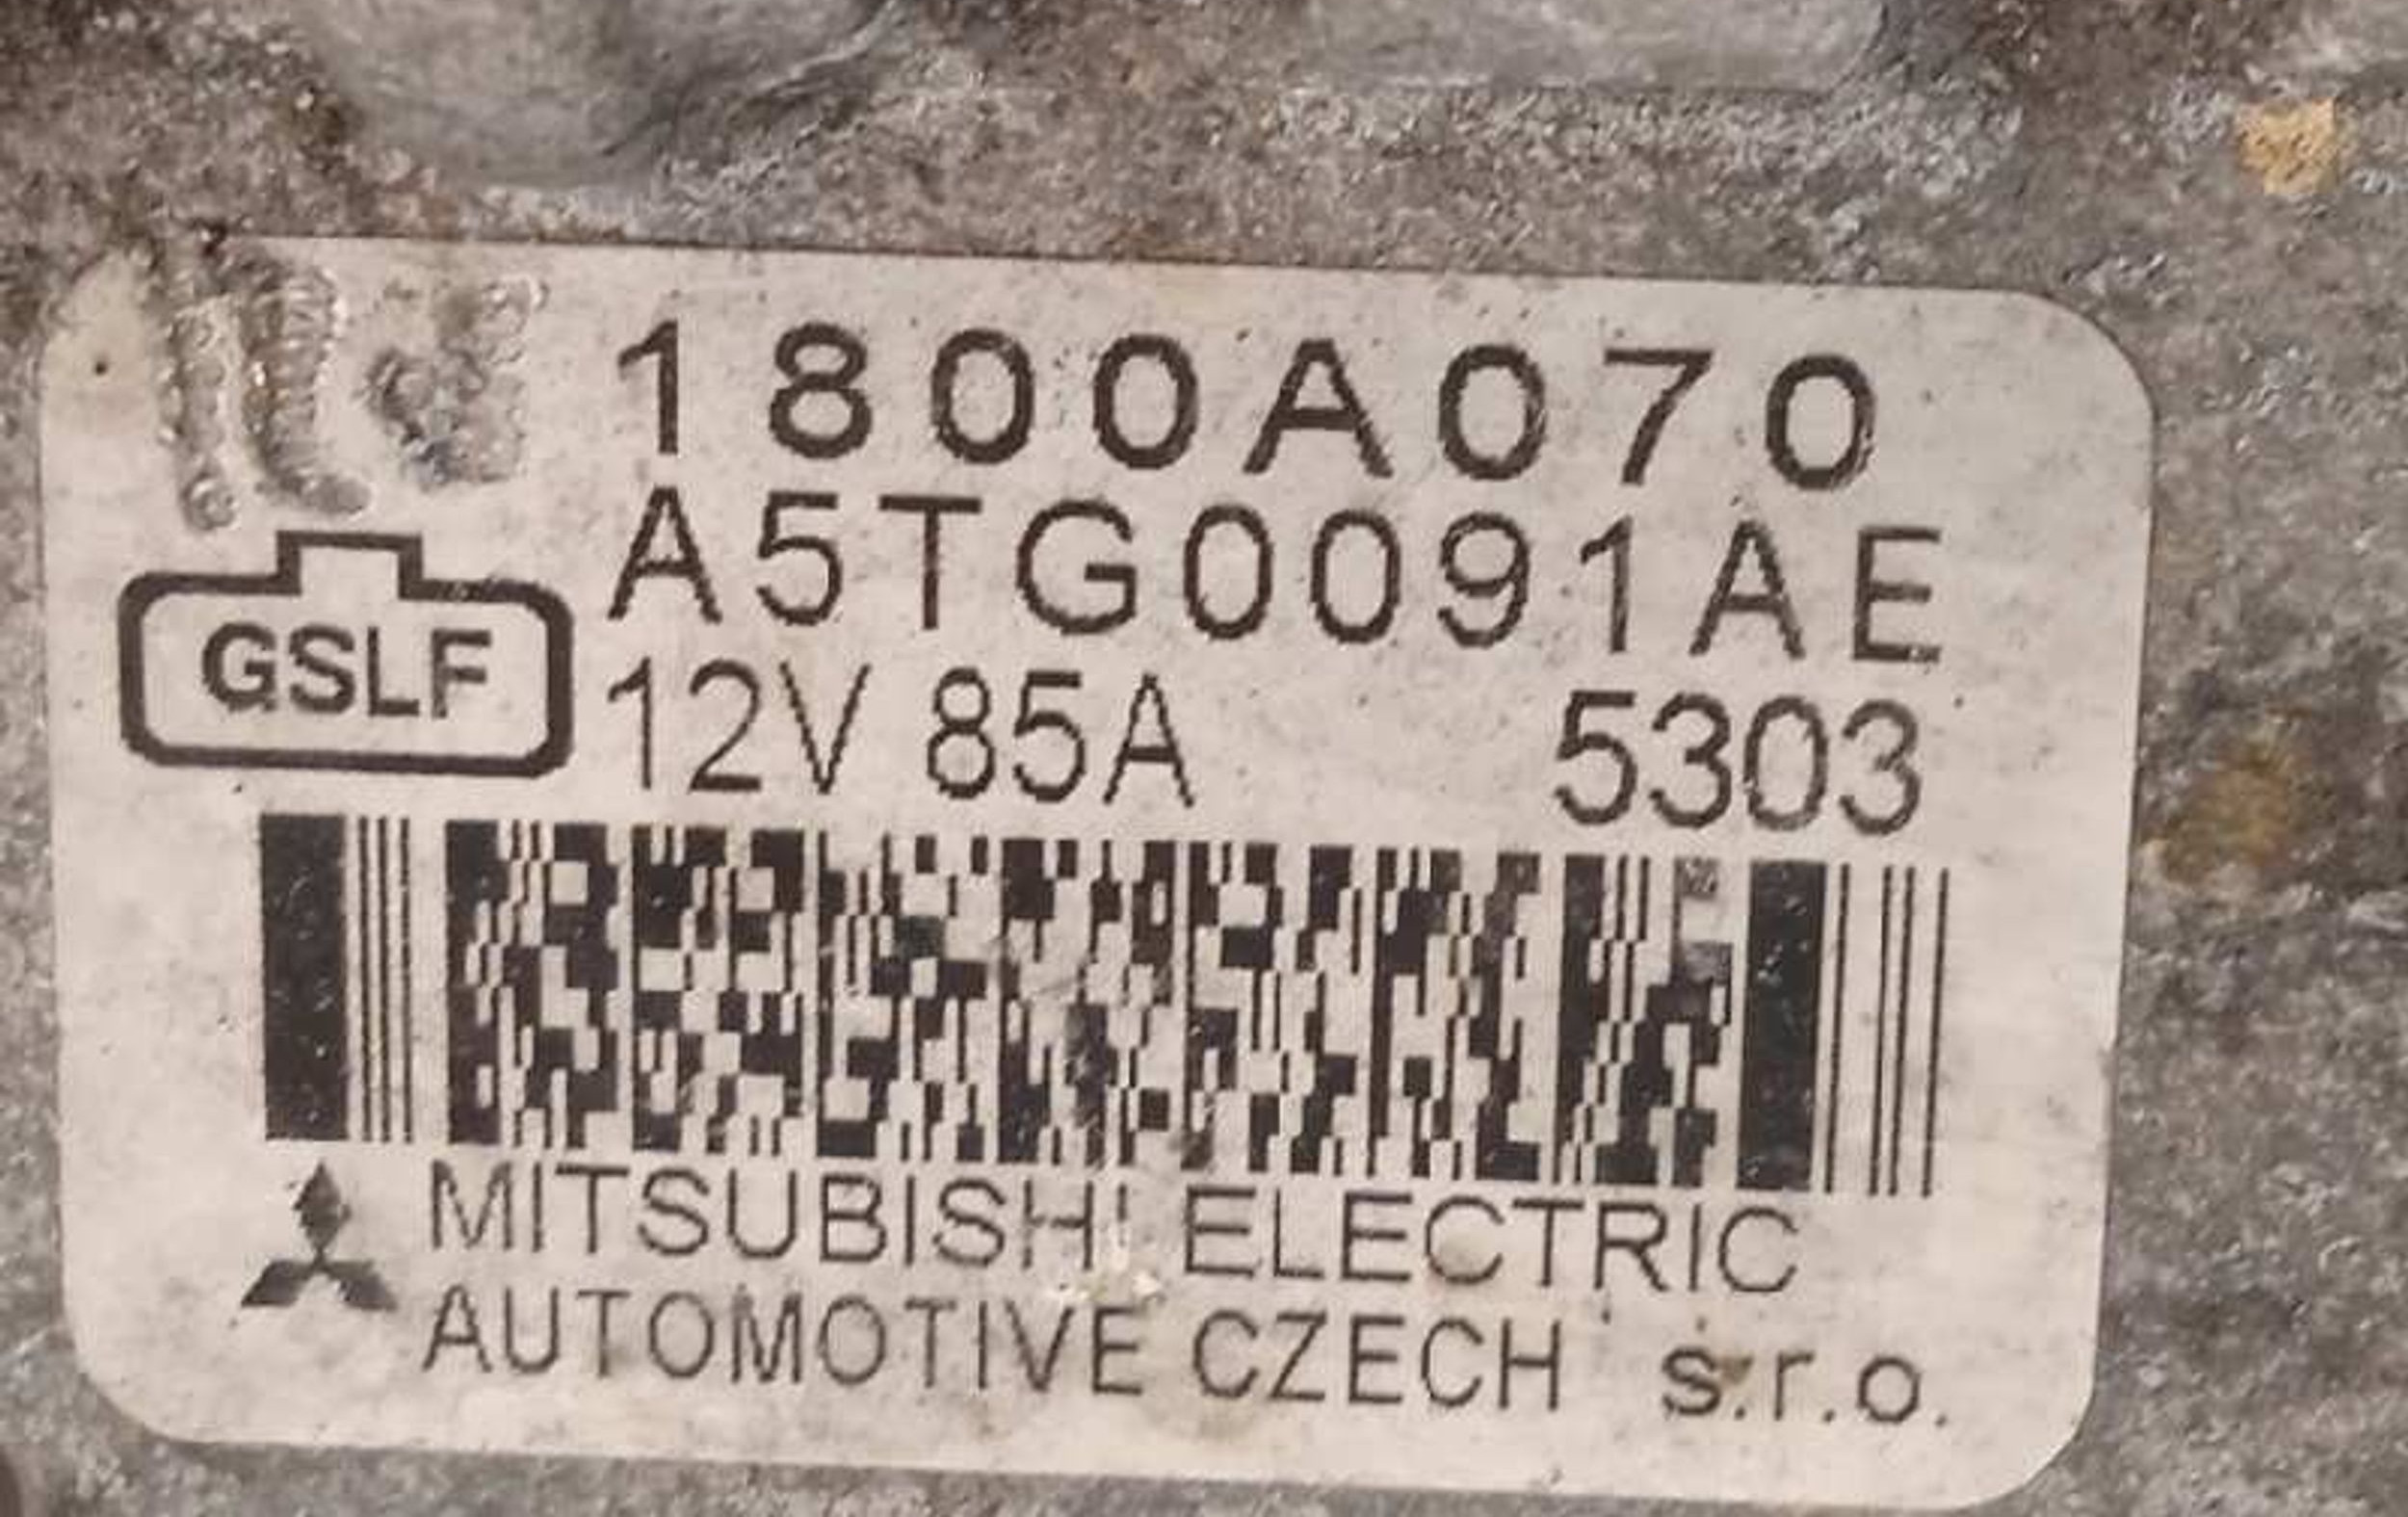 1800A070
A5TG0091AE
GSLF
12V 85A 5303
MITSUBISHI ELECTRIC
AUTOMOTIVE CZECH s.r.o.